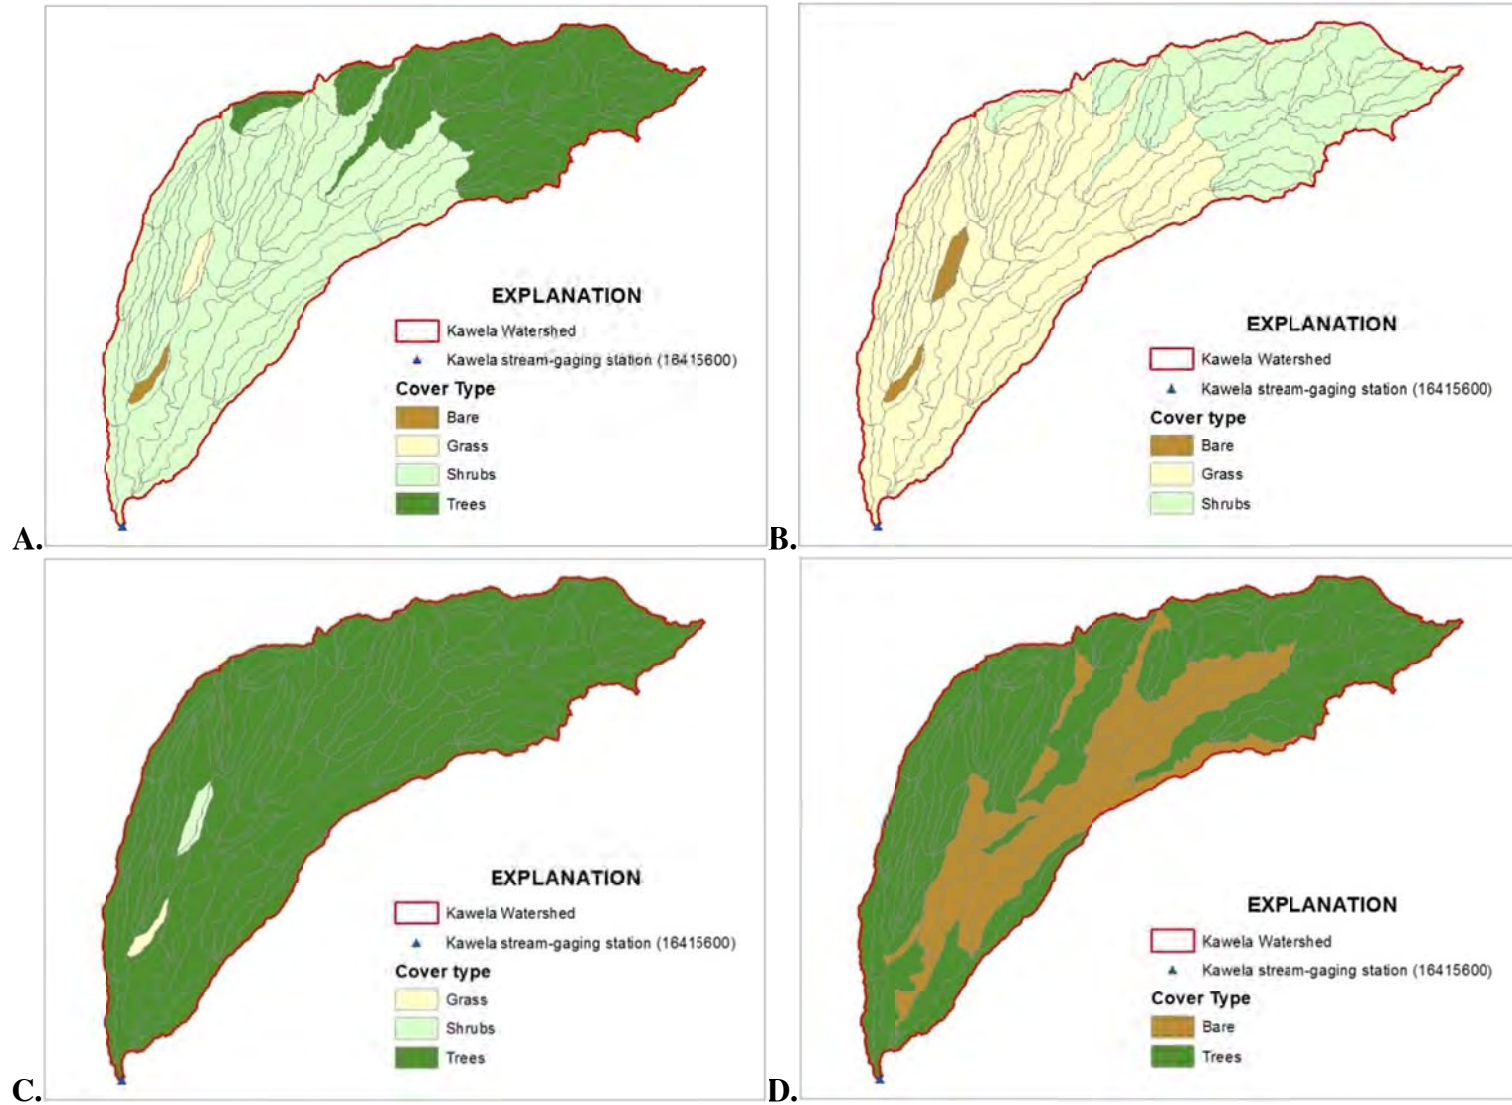 EXPLANATION
Kawela Watershed
Kawela stream-gaging station (16415600)
Cover Type
Bare
Grass
Shrubs
Trees
A.
EXPLANATION
Kawela Watershed
Kawela stream-gaging station (16415600)
Cover type
Bare
Grass
Shrubs
B.
EXPLANATION
Kawela Watershed
Kawela stream-gaging station (16415600)
Cover type
Grass
Shrubs
Trees
C.
EXPLANATION
Kawela Watershed
Kawela stream-gaging station (16415600)
Cover Type
Bare
Trees
D.